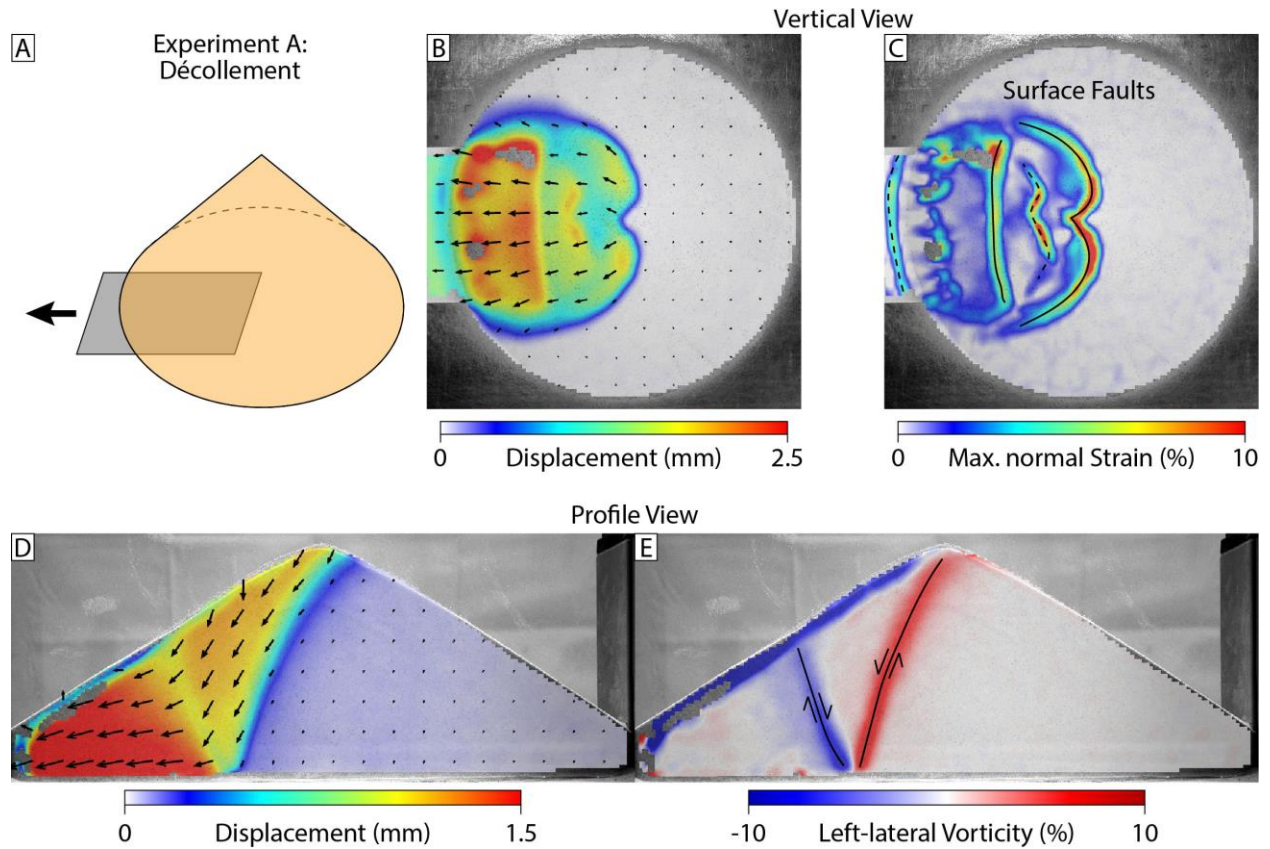 Vertical View
A
Experiment A:
Décollement
B
C
Surface Faults
0
2.5
Displacement (mm)
0
10
Max. normal Strain (%)
Profile View
D
E
0
1.5
Displacement (mm)
-10
10
Left-lateral Vorticity (%)